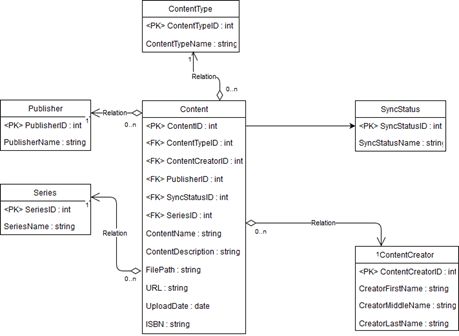 ContentType
<PK> ContentTypeID : int
ContentTypeName : string
1
Relation
0..n
Publisher
<PK> PublisherID : int
PublisherName : string
1
Relation
0..n
Content
<PK> ContentID : int
<FK> ContentTypeID : int
<FK> ContentCreatorID : int
<FK> PublisherID : int
<FK> SyncStatusID : int
<FK> SeriesID : int
ContentName : string
ContentDescription : string
FilePath : string
URL : string
UploadDate : date
ISBN : string
SyncStatus
<PK> SyncStatusID : int
SyncStatusName : string
Series
<PK> SeriesID : int
SeriesName : string
1
Relation
0..n
0..n
Relation
1
ContentCreator
<PK> ContentCreatorID : int
CreatorFirstName : string
CreatorMiddleName : string
CreatorLastName : string